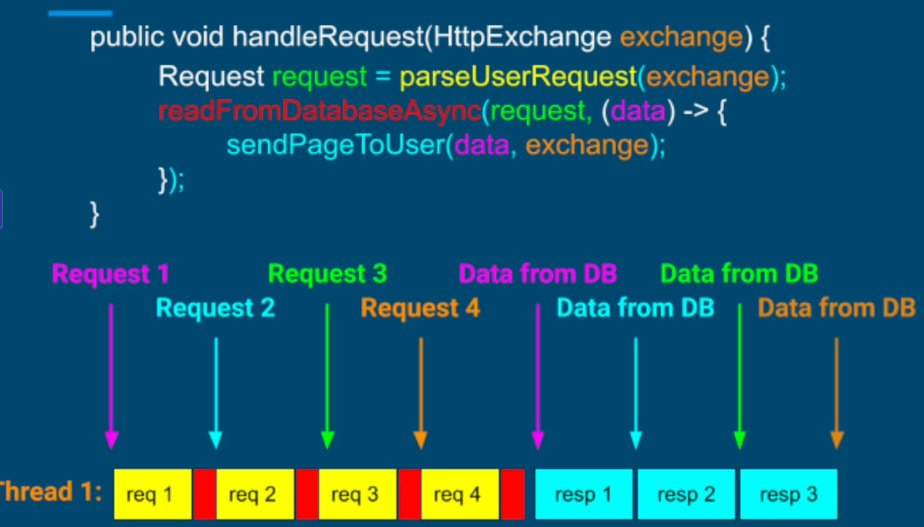 public void handleRequest(HttpExchange exchange) {
Request request = parseUserRequest(exchange);
readFromDatabaseAsync(request, (data) -> {
sendPageToUser(data, exchange);
});
}
Request 1 Request 3 Data from DB Data from DB
Request 2 Request 4 Data from DB Data from DB
Thread 1: req 1 req 2 req 3 req 4 resp 1 resp 2 resp 3